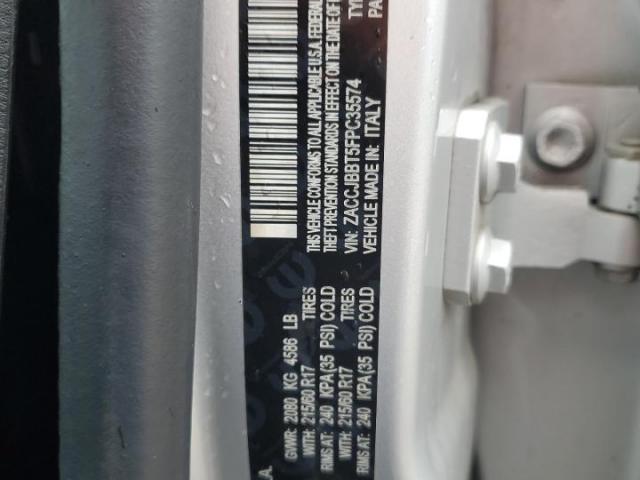 .A.
GVWR: 2080 KG 4586 LB
WITH: 215/60 R17 TIRES
RIMS AT: 240 KPA(35 PSI) COLD
WITH: 215/60 R17 TIRES
RIMS AT: 240 KPA(35 PSI) COLD
THIS VEHICLE CONFORMS TO ALL APPLICABLE U.S.A. FEDERAL
THEFT PREVENTION STANDARDS IN EFFECT ON THE DATE OF
VIN: ZACCJBBT5FPC35574 TY
VEHICLE MADE IN: ITALY PA